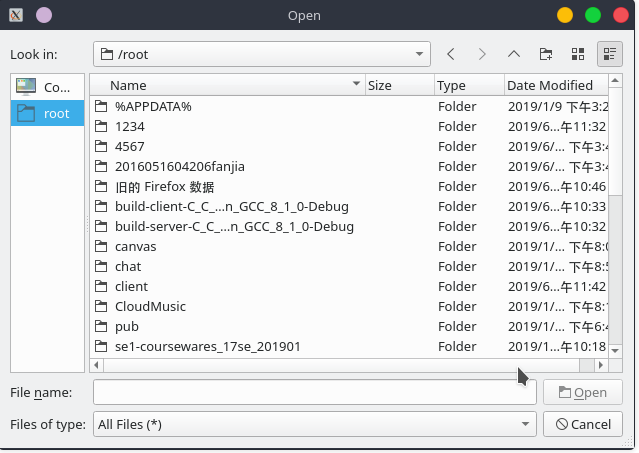 Open
Look in: /root
Co...
root
Name Size Type Date Modified
%APPDATA% Folder 2019/1/9 下午3:2
1234 Folder 2019/6...午11:32
4567 Folder 2019/6/... 下午3:4
2016051604206fanjia Folder 2019/6/... 下午3:4
旧的 Firefox 数据 Folder 2019/6...午10:46
build-client-C_C_...n_GCC_8_1_0-Debug Folder 2019/6...午10:33
build-server-C_C_...n_GCC_8_1_0-Debug Folder 2019/6...午10:32
canvas Folder 2019/1/... 下午8:0
chat Folder 2019/1/... 下午8:5
client Folder 2019/6...午11:42
CloudMusic Folder 2019/1/... 下午8:1
pub Folder 2019/1/... 下午6:4
se1-coursewares_17se_201901 Folder 2019/1...午10:18
File name: Open
Files of type: All Files (*) Cancel